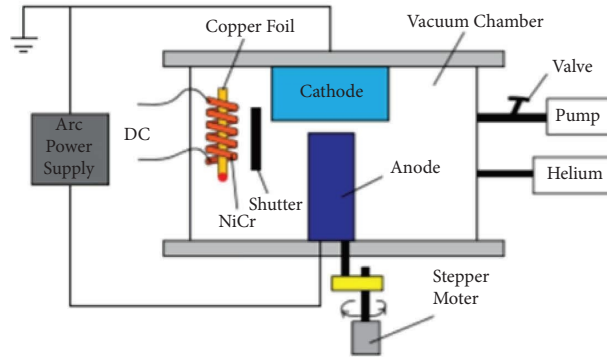 Copper Foil
Vacuum Chamber
Valve
Cathode
Pump
Arc
Power
Supply
DC
Anode
Helium
Shutter
NiCr
Stepper
Moter